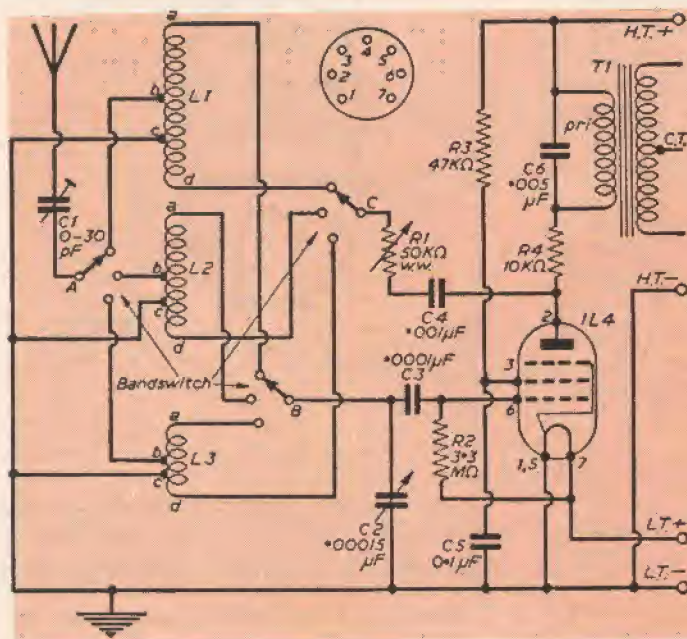 a
b
L1
c
d
4
3 5
2 6
1 7
H.T.+
T1
pri
C.T.
R3
47KΩ
C6
•005
µF
C
R1
50KΩ
w.w.
R4
10KΩ
C1
0-30
pF
A
a
b
L2
c
d
C4
•001µF
H.T.-
2
1L4
•0001µF
C3
3
6
Bandswitch
B
a
b
L3
c
d
R2
3•3
MΩ
1,5
7
C2
•00015
µF
C5
0•1µF
L.T.+
L.T.-